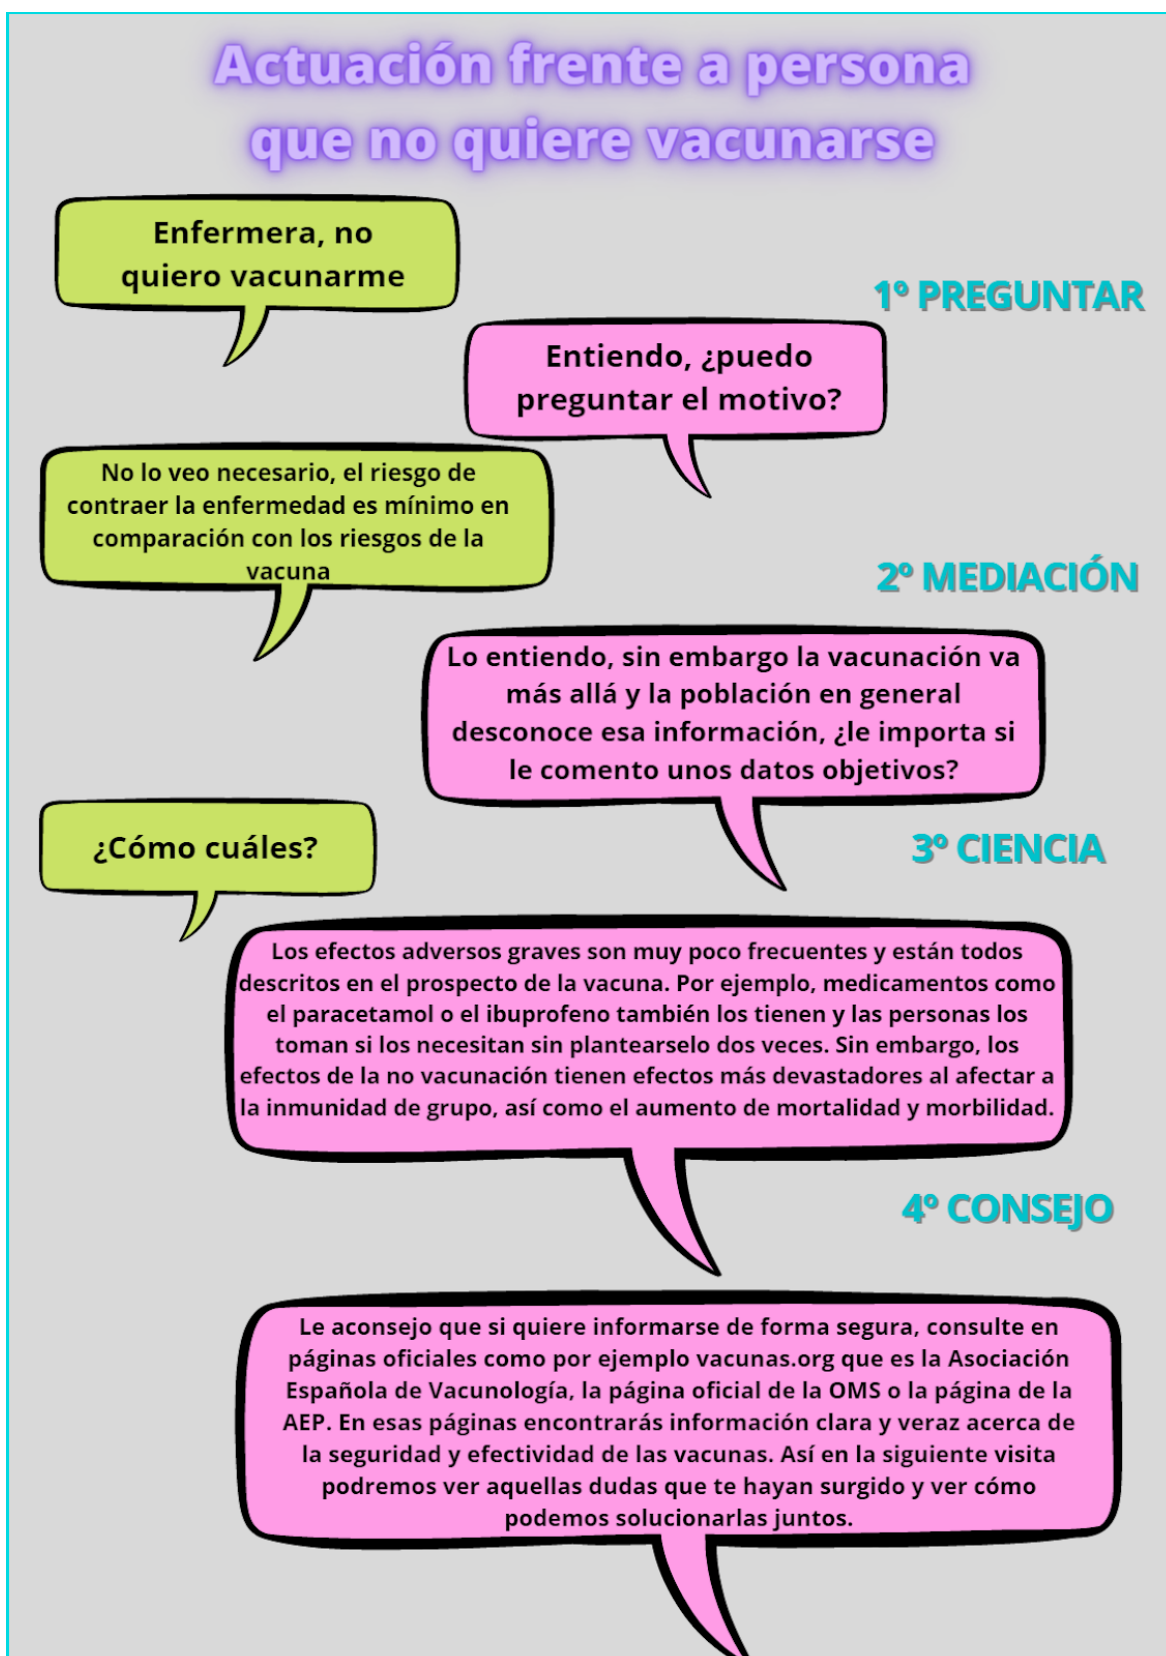 Actuación frente a persona
que no quiere vacunarse
Enfermera, no
quiero vacunarme
1º PREGUNTAR
Entiendo, ¿puedo
preguntar el motivo?
No lo veo necesario, el riesgo de
contraer la enfermedad es mínimo en
comparación con los riesgos de la
vacuna
2º MEDIACIÓN
Lo entiendo, sin embargo la vacunación va
más allá y la población en general
desconoce esa información, ¿le importa si
le comento unos datos objetivos?
¿Cómo cuáles?
3º CIENCIA
Los efectos adversos graves son muy poco frecuentes y están todos
descritos en el prospecto de la vacuna. Por ejemplo, medicamentos como
el paracetamol o el ibuprofeno también los tienen y las personas los
toman si los necesitan sin plantearselo dos veces. Sin embargo, los
efectos de la no vacunación tienen efectos más devastadores al afectar a
la inmunidad de grupo, así como el aumento de mortalidad y morbilidad.
4º CONSEJO
Le aconsejo que si quiere informarse de forma segura, consulte en
páginas oficiales como por ejemplo vacunas.org que es la Asociación
Española de Vacunología, la página oficial de la OMS o la página de la
AEP. En esas páginas encontrarás información clara y veraz acerca de
la seguridad y efectividad de las vacunas. Así en la siguiente visita
podremos ver aquellas dudas que te hayan surgido y ver cómo
podemos solucionarlas juntos.